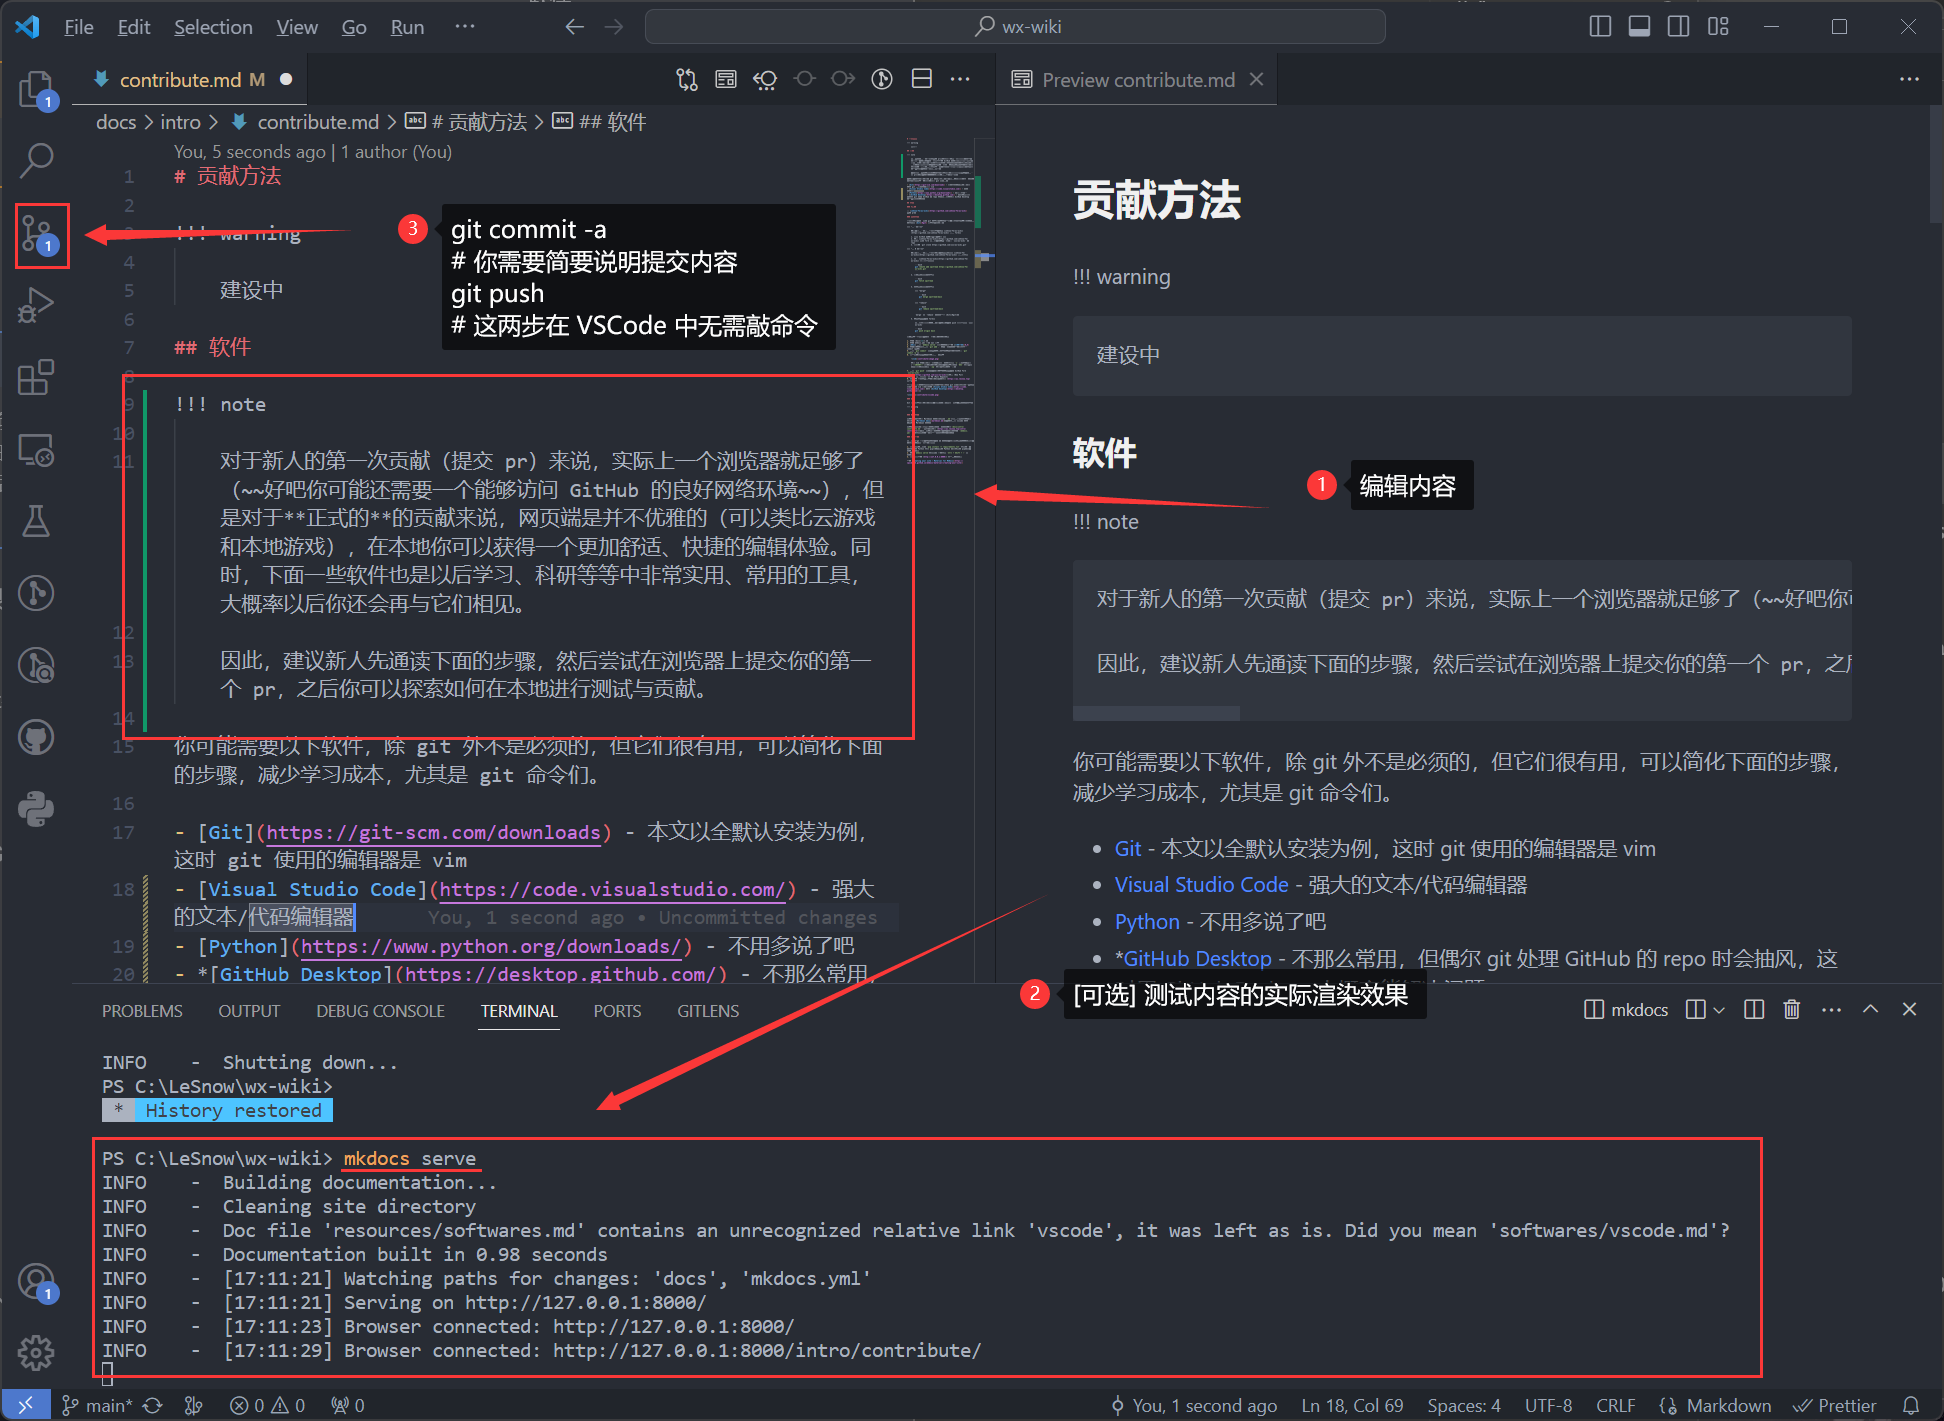 File Edit Selection View Go Run ···
wx-wiki
contribute.md M
Preview contribute.md
docs > intro > contribute.md > # 贡献方法 > ## 软件
You, 5 seconds ago | 1 author (You)
1 # 贡献方法
2
!!! warning
4
5 建设中
6
7 ## 软件
8
9 !!! note
10
11 对于新人的第一次贡献（提交 pr）来说，实际上一个浏览器就足够了
（~~好吧你可能还需要一个能够访问 GitHub 的良好网络环境~~），但
是对于**正式的**的贡献来说，网页端是并不优雅的（可以类比云游戏
和本地游戏），在本地你可以获得一个更加舒适、快捷的编辑体验。同
时，下面一些软件也是以后学习、科研等等中非常实用、常用的工具，
大概率以后你还会再与它们相见。
12
13 因此，建议新人先通读下面的步骤，然后尝试在浏览器上提交你的第一
个 pr，之后你可以探索如何在本地进行测试与贡献。
14
15 你可能需要以下软件，除 git 外不是必须的，但它们很有用，可以简化下面
的步骤，减少学习成本，尤其是 git 命令们。
16
17 - [Git](https://git-scm.com/downloads) - 本文以全默认安装为例，
这时 git 使用的编辑器是 vim
18 - [Visual Studio Code](https://code.visualstudio.com/) - 强大
的文本/代码编辑器 You, 1 second ago • Uncommitted changes
19 - [Python](https://www.python.org/downloads/) - 不用多说了吧
20 - *[GitHub Desktop](https://desktop.github.com/) - 不那么常用，
3
git commit -a
# 你需要简要说明提交内容
git push
# 这两步在 VSCode 中无需敲命令
贡献方法
!!! warning
建设中
软件
1 编辑内容
!!! note
对于新人的第一次贡献（提交 pr）来说，实际上一个浏览器就足够了（~~好吧你
因此，建议新人先通读下面的步骤，然后尝试在浏览器上提交你的第一个 pr，之
你可能需要以下软件，除 git 外不是必须的，但它们很有用，可以简化下面的步骤，
减少学习成本，尤其是 git 命令们。
• Git - 本文以全默认安装为例，这时 git 使用的编辑器是 vim
• Visual Studio Code - 强大的文本/代码编辑器
• Python - 不用多说了吧
• *GitHub Desktop - 不那么常用，但偶尔 git 处理 GitHub 的 repo 时会抽风，这
2 [可选] 测试内容的实际渲染效果
PROBLEMS OUTPUT DEBUG CONSOLE TERMINAL PORTS GITLENS
mkdocs
INFO - Shutting down...
PS C:\LeSnow\wx-wiki>
* History restored
PS C:\LeSnow\wx-wiki> mkdocs serve
INFO - Building documentation...
INFO - Cleaning site directory
INFO - Doc file 'resources/softwares.md' contains an unrecognized relative link 'vscode', it was left as is. Did you mean 'softwares/vscode.md'?
INFO - Documentation built in 0.98 seconds
INFO - [17:11:21] Watching paths for changes: 'docs', 'mkdocs.yml'
INFO - [17:11:21] Serving on http://127.0.0.1:8000/
INFO - [17:11:23] Browser connected: http://127.0.0.1:8000/
INFO - [17:11:29] Browser connected: http://127.0.0.1:8000/intro/contribute/
1
1
1
main* 0 0 0
You, 1 second ago Ln 18, Col 69 Spaces: 4 UTF-8 CRLF Markdown Prettier